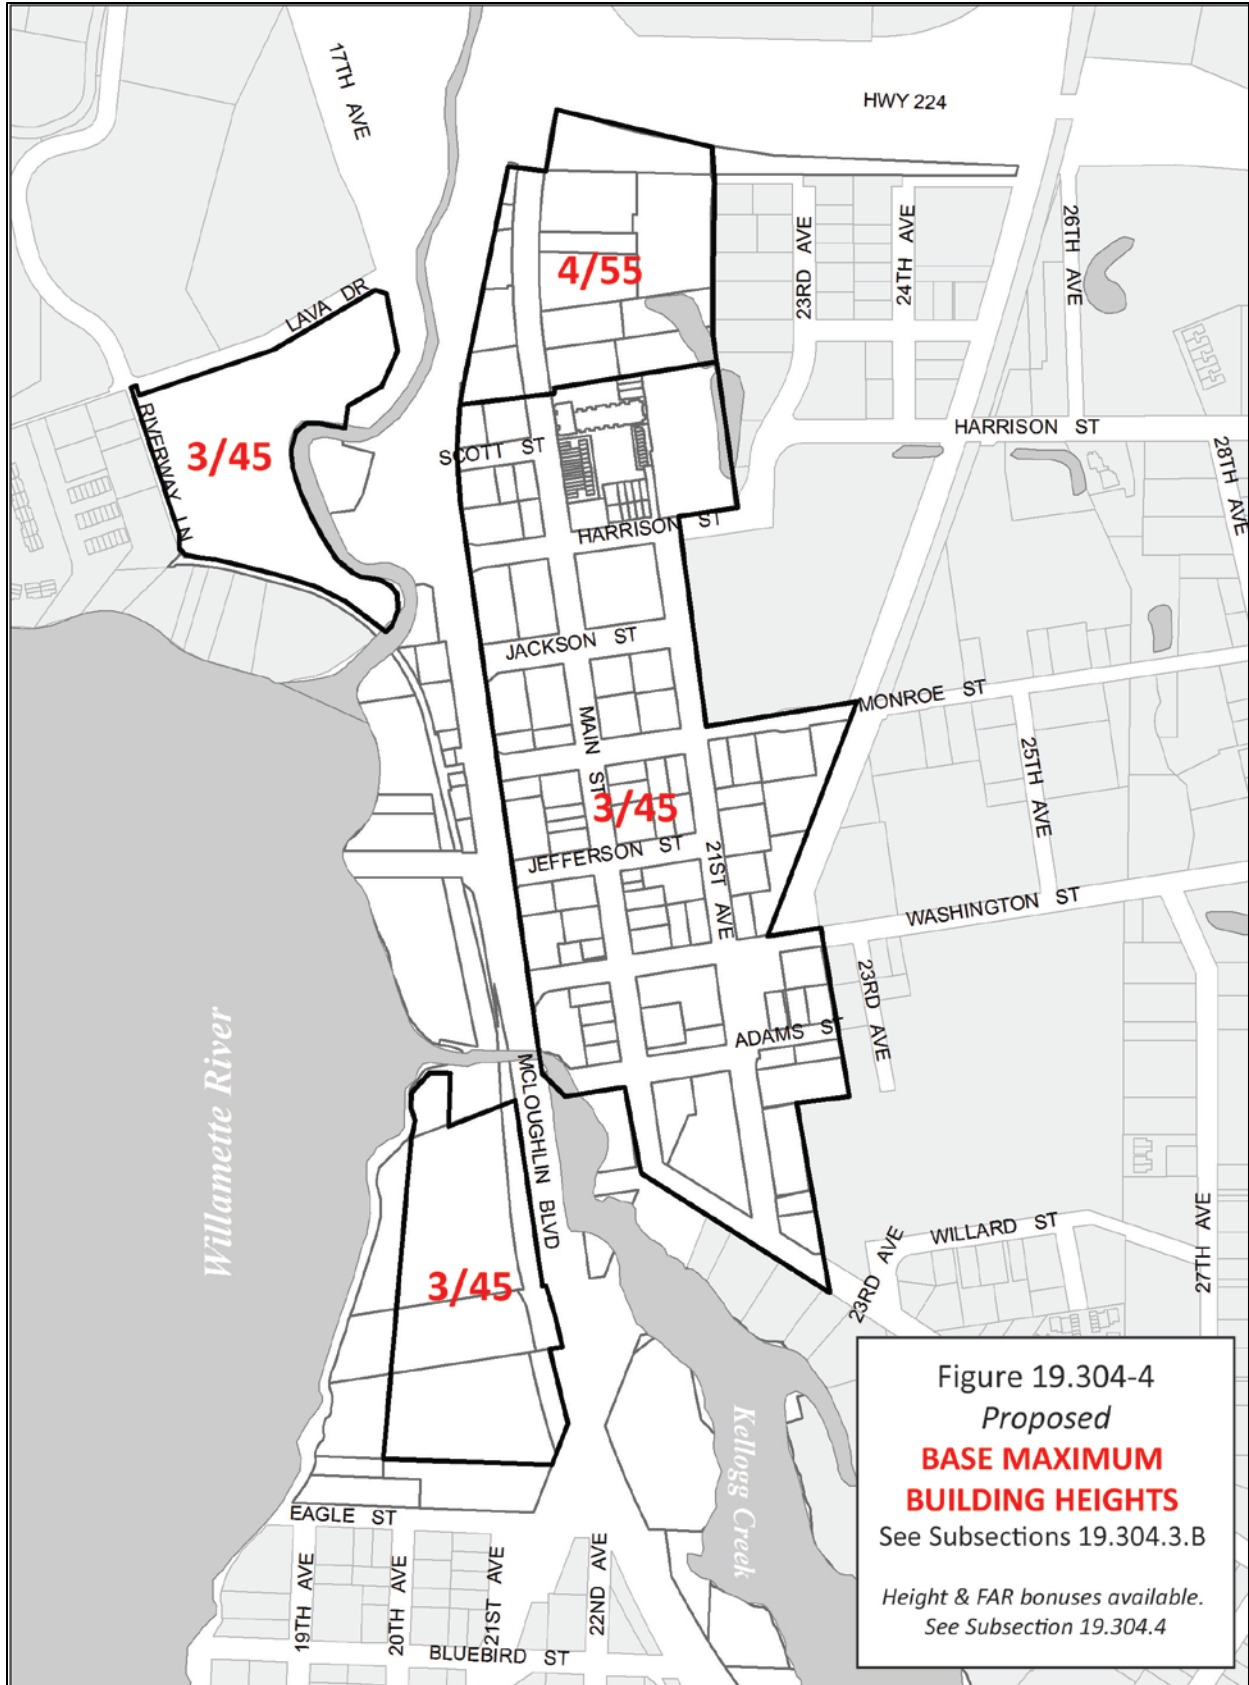 17TH AVE
HWY 224
4/55
23RD AVE
24TH AVE
26TH AVE
LAVA DR
RIVERWAY LN
3/45
SCOTT ST
HARRISON ST
HARRISON ST
28TH AVE
JACKSON ST
MAIN ST
MONROE ST
25TH AVE
3/45
JEFFERSON ST
21ST AVE
WASHINGTON ST
23RD AVE
ADAMS ST
Willamette River
MCLOUGHLIN BLVD
3/45
WILLARD ST
23RD AVE
27TH AVE
Kellogg Creek
EAGLE ST
19TH AVE
20TH AVE
21ST AVE
22ND AVE
BLUEBIRD ST
Figure 19.304-4
Proposed
BASE MAXIMUM
BUILDING HEIGHTS
See Subsections 19.304.3.B
Height & FAR bonuses available.
See Subsection 19.304.4